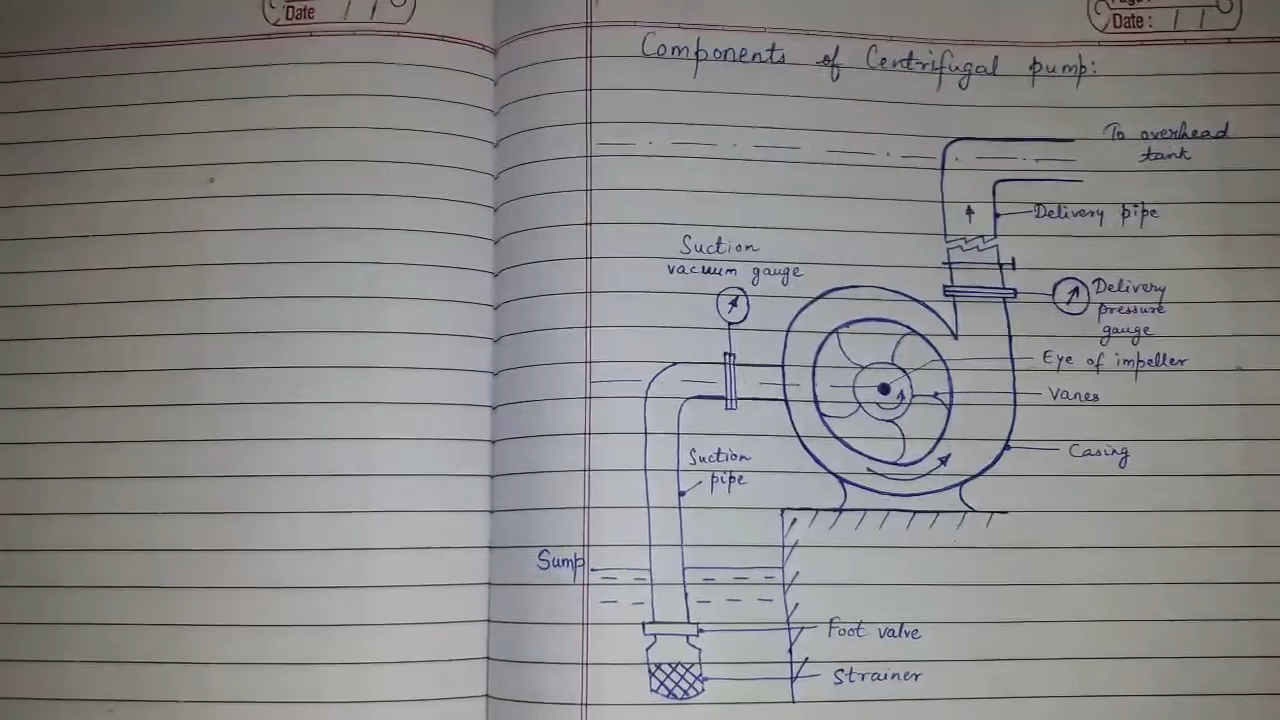 Date
Date :
Components of Centrifugal pump:
To overhead
tank
Delivery pipe
Suction
vacuum gauge
Delivery
pressure
gauge
Eye of impeller
Vanes
Casing
Suction
pipe
Sump
Foot valve
Strainer